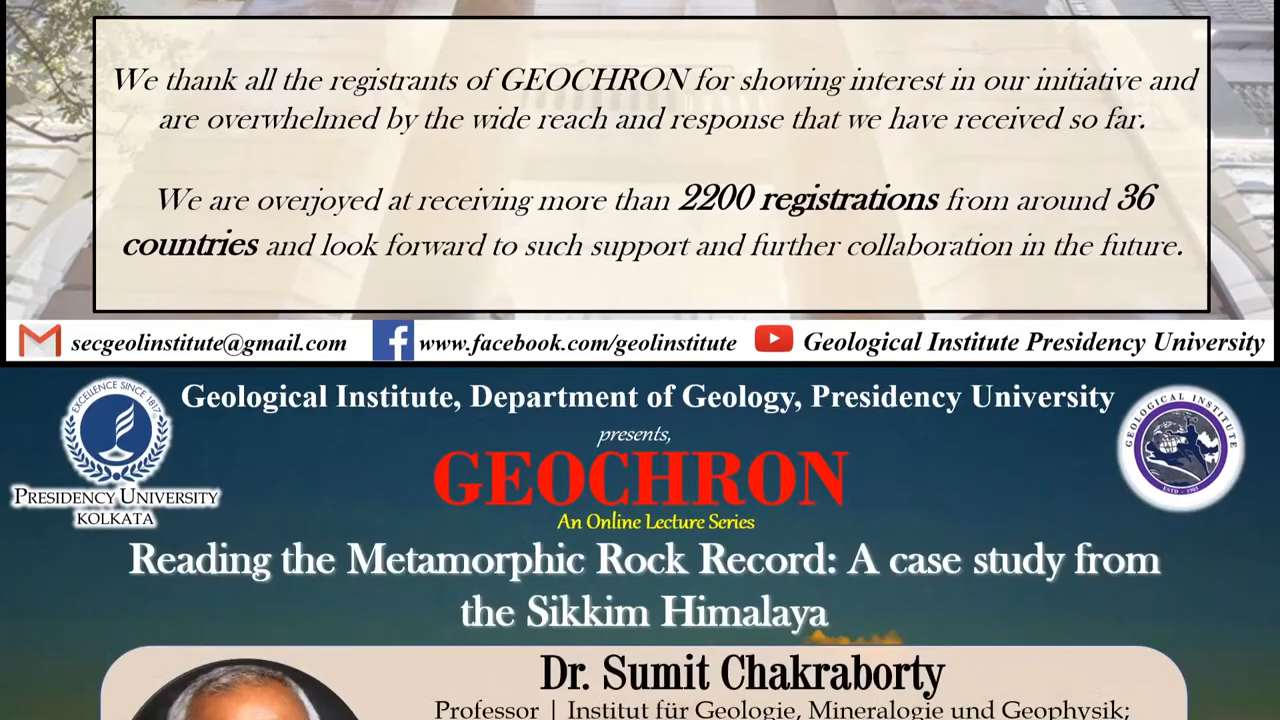 We thank all the registrants of GEOCHRON for showing interest in our initiative and
are overwhelmed by the wide reach and response that we have received so far.
We are overjoyed at receiving more than 2200 registrations from around 36
countries and look forward to such support and further collaboration in the future.
secgeolinstitute@gmail.com
www.facebook.com/geolinstitute
Geological Institute Presidency University
EXCELLENCE SINCE 1817
PRESIDENCY UNIVERSITY
KOLKATA
Geological Institute, Department of Geology, Presidency University
presents,
GEOCHRON
An Online Lecture Series
GEOLOGICAL INSTITUTE
ESTD - 1905
Reading the Metamorphic Rock Record: A case study from
the Sikkim Himalaya
Dr. Sumit Chakraborty
Professor | Institut für Geologie, Mineralogie und Geophysik;